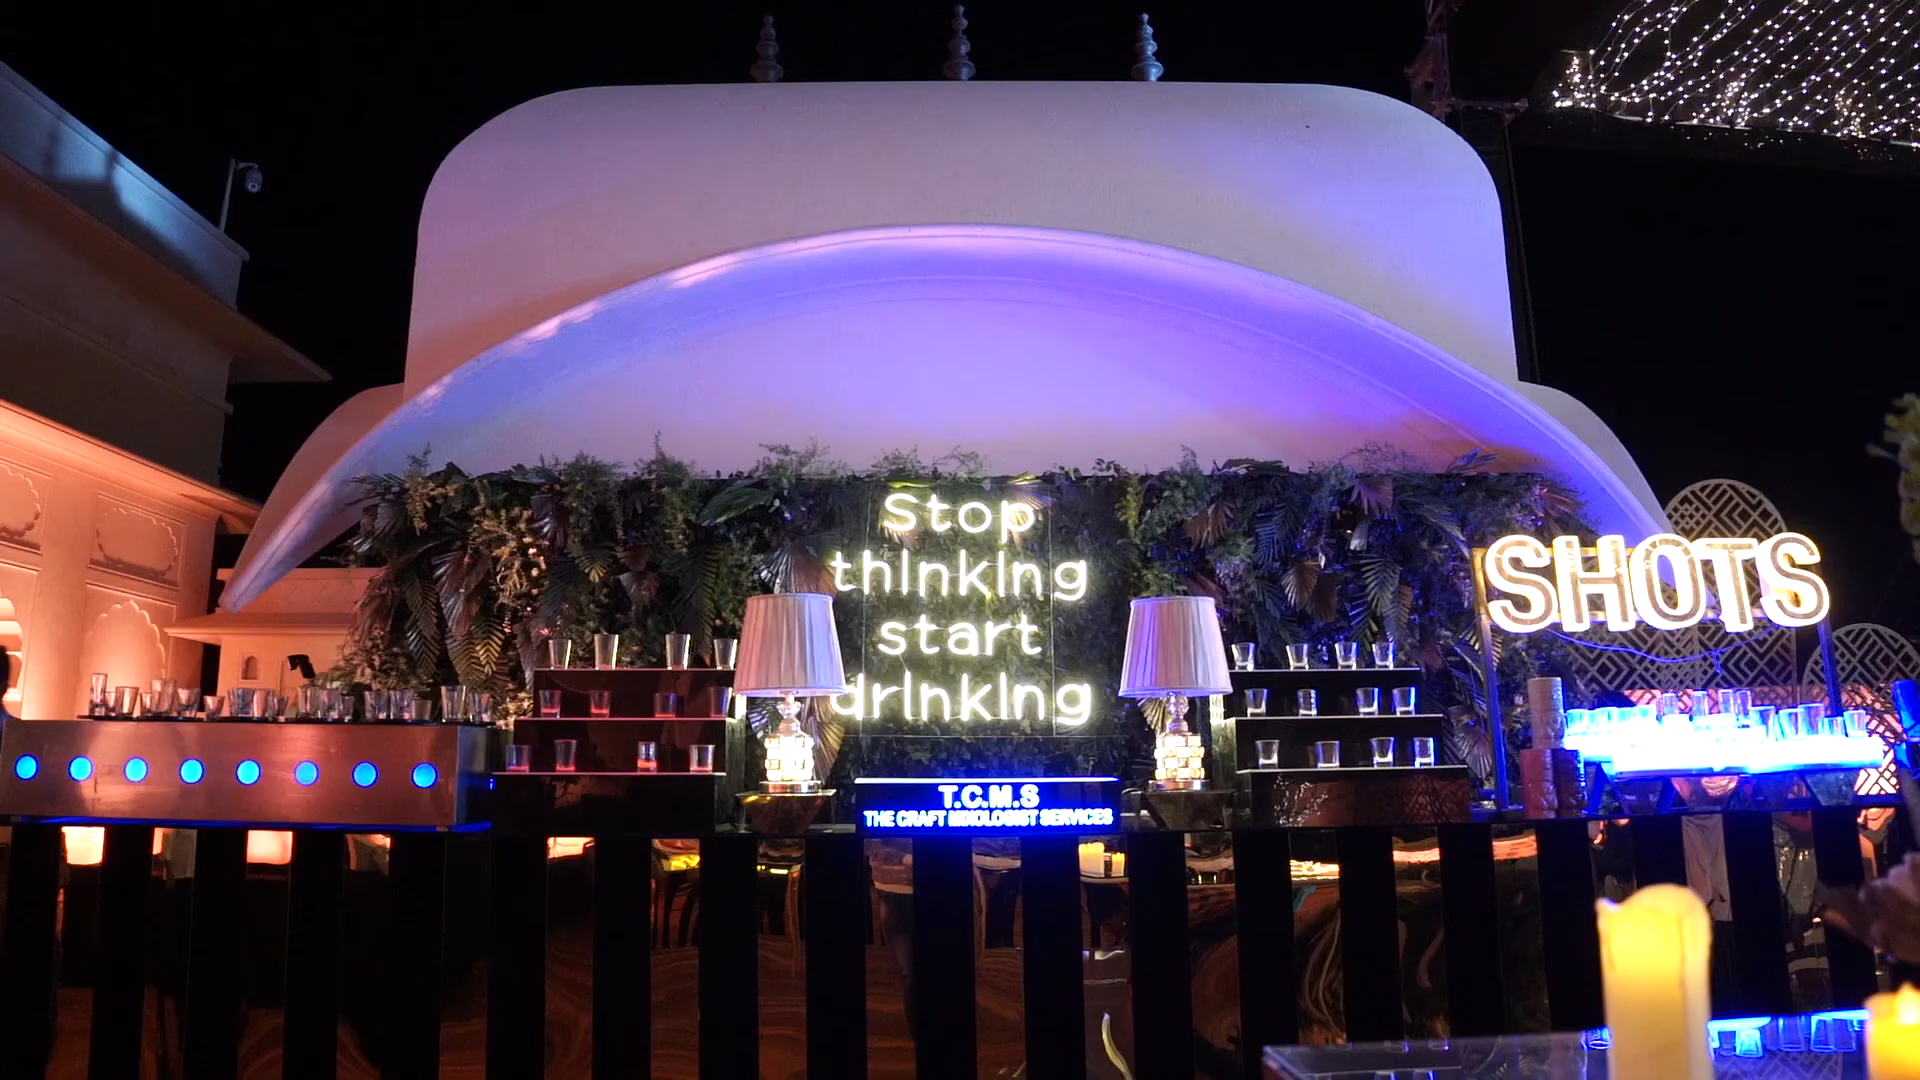 Stop
thinking
start
drinking
SHOTS
T.C.M.S
THE CRAFT MIXOLOGIST SERVICES